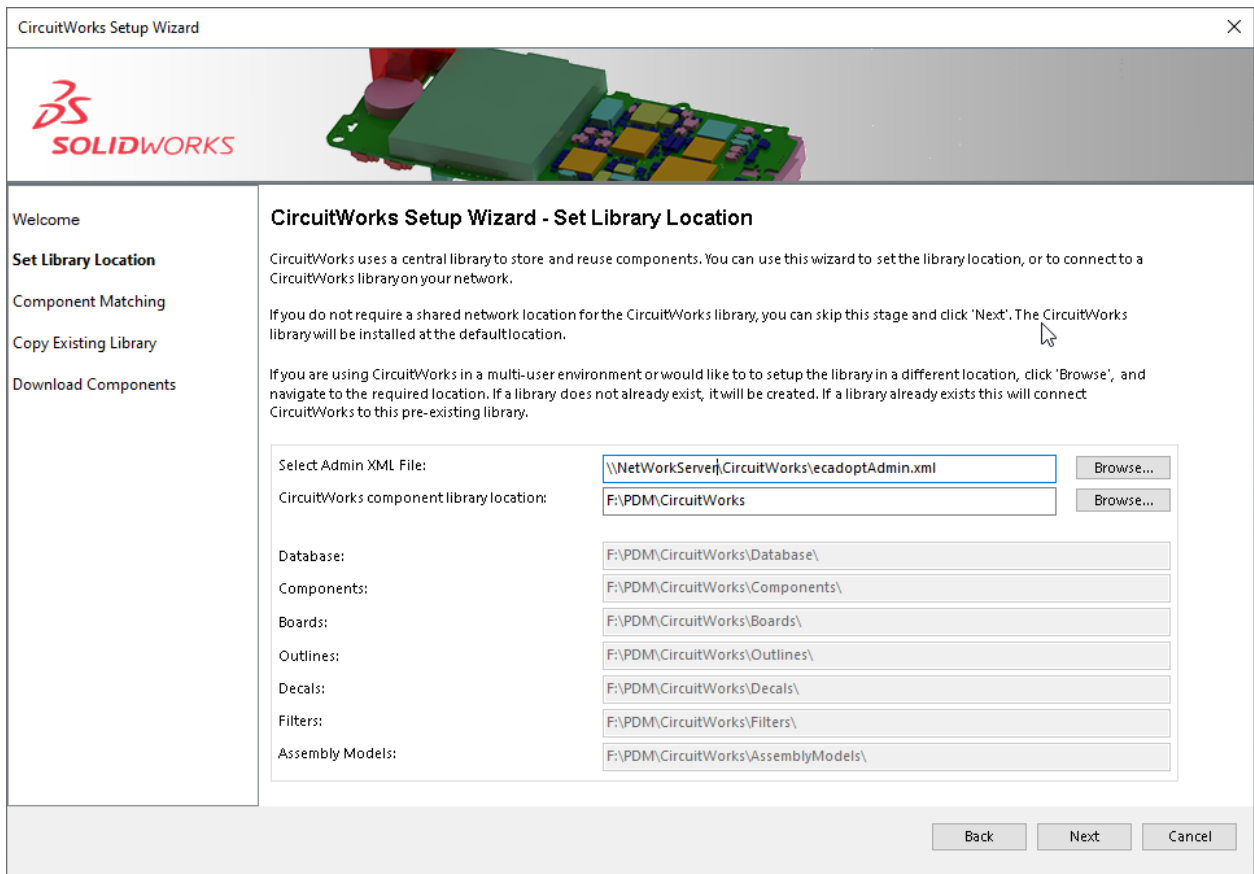 CircuitWorks Setup Wizard
SOLIDWORKS
Welcome
Set Library Location
Component Matching
Copy Existing Library
Download Components
CircuitWorks Setup Wizard - Set Library Location
CircuitWorks uses a central library to store and reuse components. You can use this wizard to set the library location, or to connect to a
CircuitWorks library on your network.
If you do not require a shared network location for the CircuitWorks library, you can skip this stage and click 'Next'. The CircuitWorks
library will be installed at the default location.
If you are using CircuitWorks in a multi-user environment or would like to to setup the library in a different location, click 'Browse', and
navigate to the required location. If a library does not already exist, it will be created. If a library already exists this will connect
CircuitWorks to this pre-existing library.
Select Admin XML File: \\NetWorkServer\CircuitWorks\ecadoptAdmin.xml Browse...
CircuitWorks component library location: F:\PDM\CircuitWorks Browse...
Database: F:\PDM\CircuitWorks\Database\
Components: F:\PDM\CircuitWorks\Components\
Boards: F:\PDM\CircuitWorks\Boards\
Outlines: F:\PDM\CircuitWorks\Outlines\
Decals: F:\PDM\CircuitWorks\Decals\
Filters: F:\PDM\CircuitWorks\Filters\
Assembly Models: F:\PDM\CircuitWorks\AssemblyModels\
Back Next Cancel